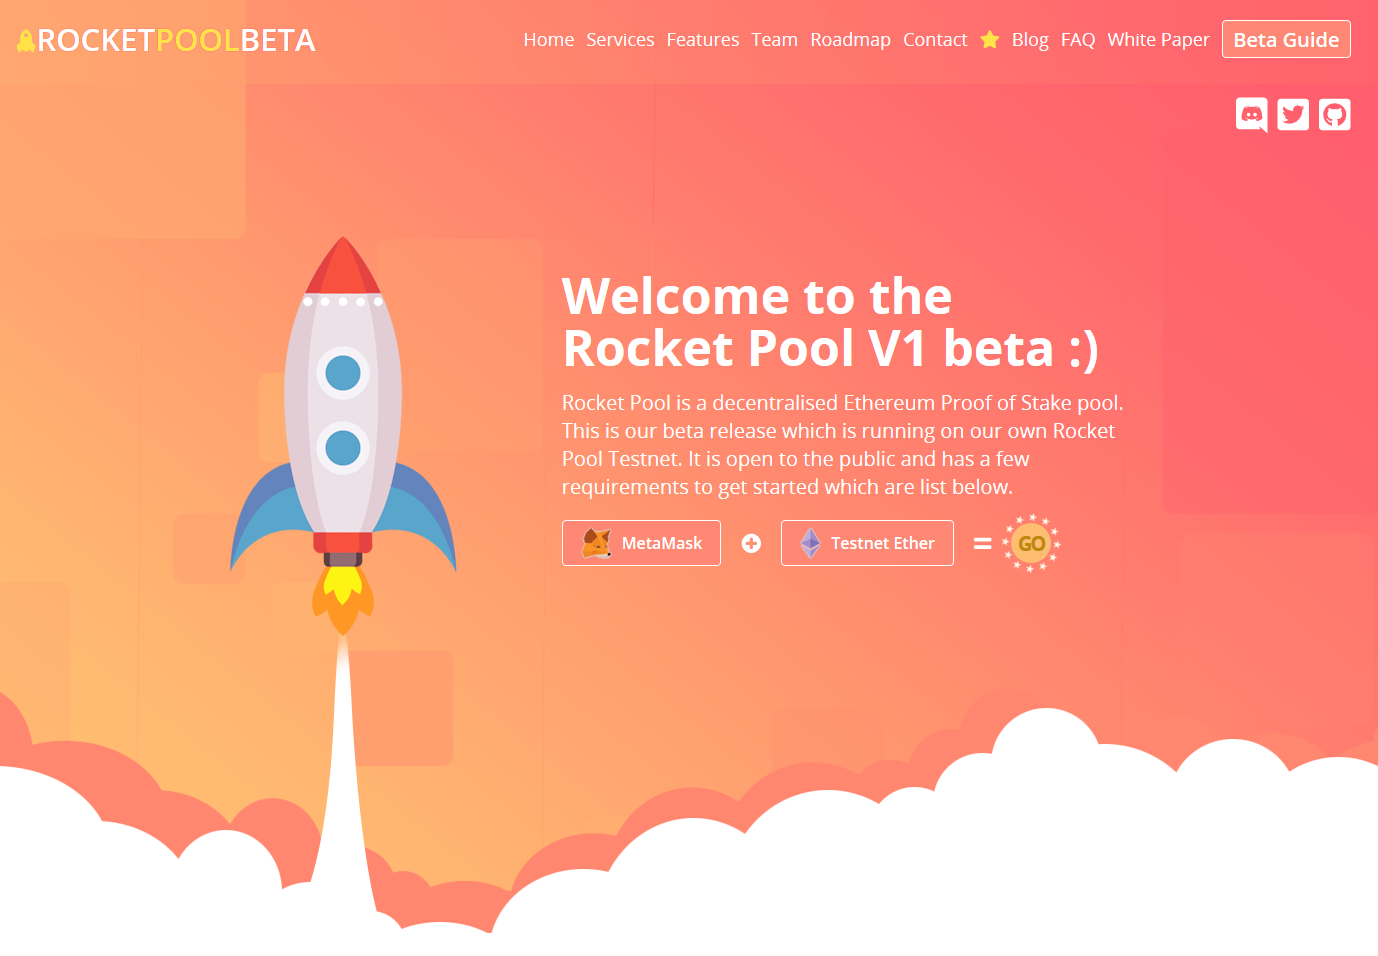 ROCKETPOOLBETA
Home Services Features Team Roadmap Contact Blog FAQ White Paper Beta Guide
Welcome to the
Rocket Pool V1 beta :)
Rocket Pool is a decentralised Ethereum Proof of Stake pool.
This is our beta release which is running on our own Rocket
Pool Testnet. It is open to the public and has a few
requirements to get started which are list below.
MetaMask + Testnet Ether = GO